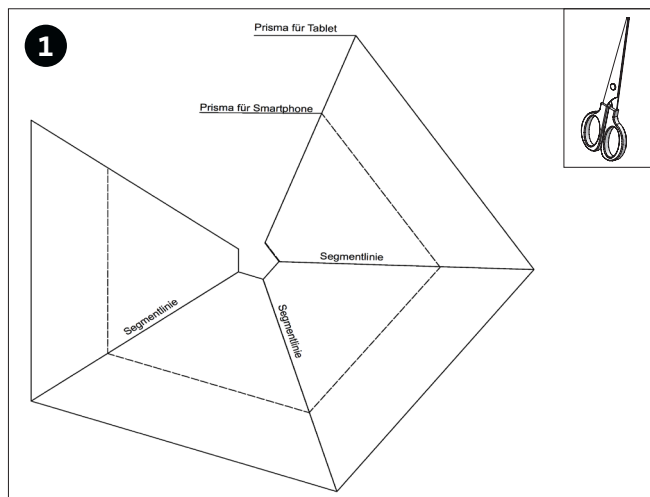 1
Prisma für Tablet
Prisma für Smartphone
Segmentlinie
Segmentlinie
Segmentlinie